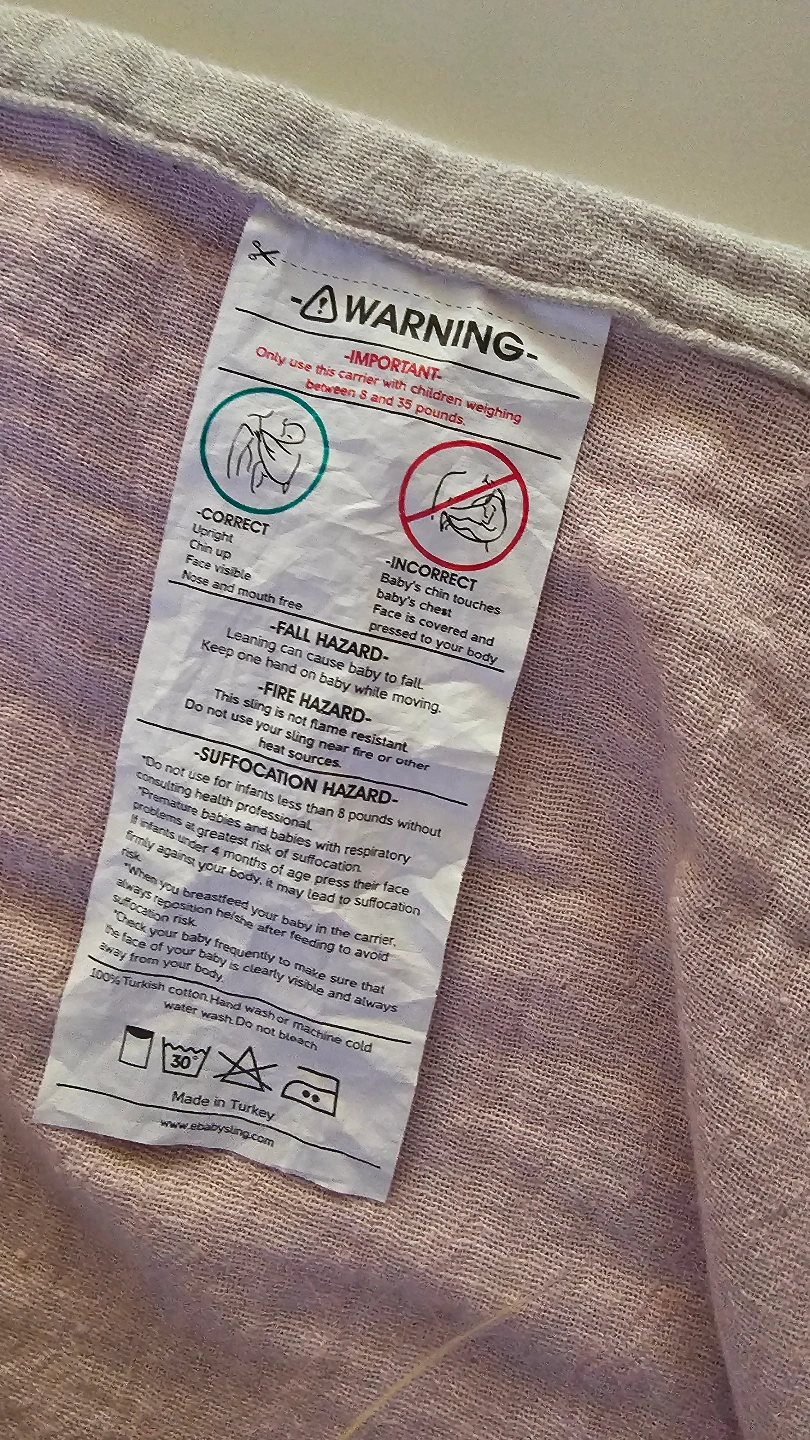 -⚠WARNING-
-IMPORTANT-
Only use this carrier with children weighing
between 8 and 35 pounds.
-CORRECT
Upright
Chin up
Face visible
Nose and mouth free
-INCORRECT
Baby's chin touches
baby's chest
Face is covered and
pressed to your body
-FALL HAZARD-
Leaning can cause baby to fall.
Keep one hand on baby while moving.
-FIRE HAZARD-
This sling is not flame resistant.
Do not use your sling near fire or other
heat sources.
-SUFFOCATION HAZARD-
*Do not use for infants less than 8 pounds without
consulting health professional.
*Premature babies and babies with respiratory
problems at greatest risk of suffocation.
If infants under 4 months of age press their face
firmly against your body, it may lead to suffocation
risk.
*When you breastfeed your baby in the carrier,
always reposition he/she after feeding to avoid
suffocation risk.
*Check your baby frequently to make sure that
the face of your baby is clearly visible and always
away from your body.
100% Turkish cotton.Hand wash or machine cold
water wash.Do not bleach
30°
Made in Turkey
www.ebabysling.com